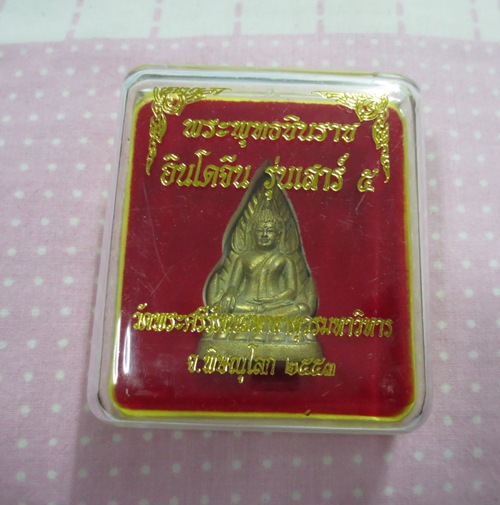 พระพุทธชินราช
อินโดจีน รุ่นเสาร์ ๕
วัดพระศรีรัตนมหาธาตุวรมหาวิหาร
จ.พิษณุโลก ๒๕๕๓